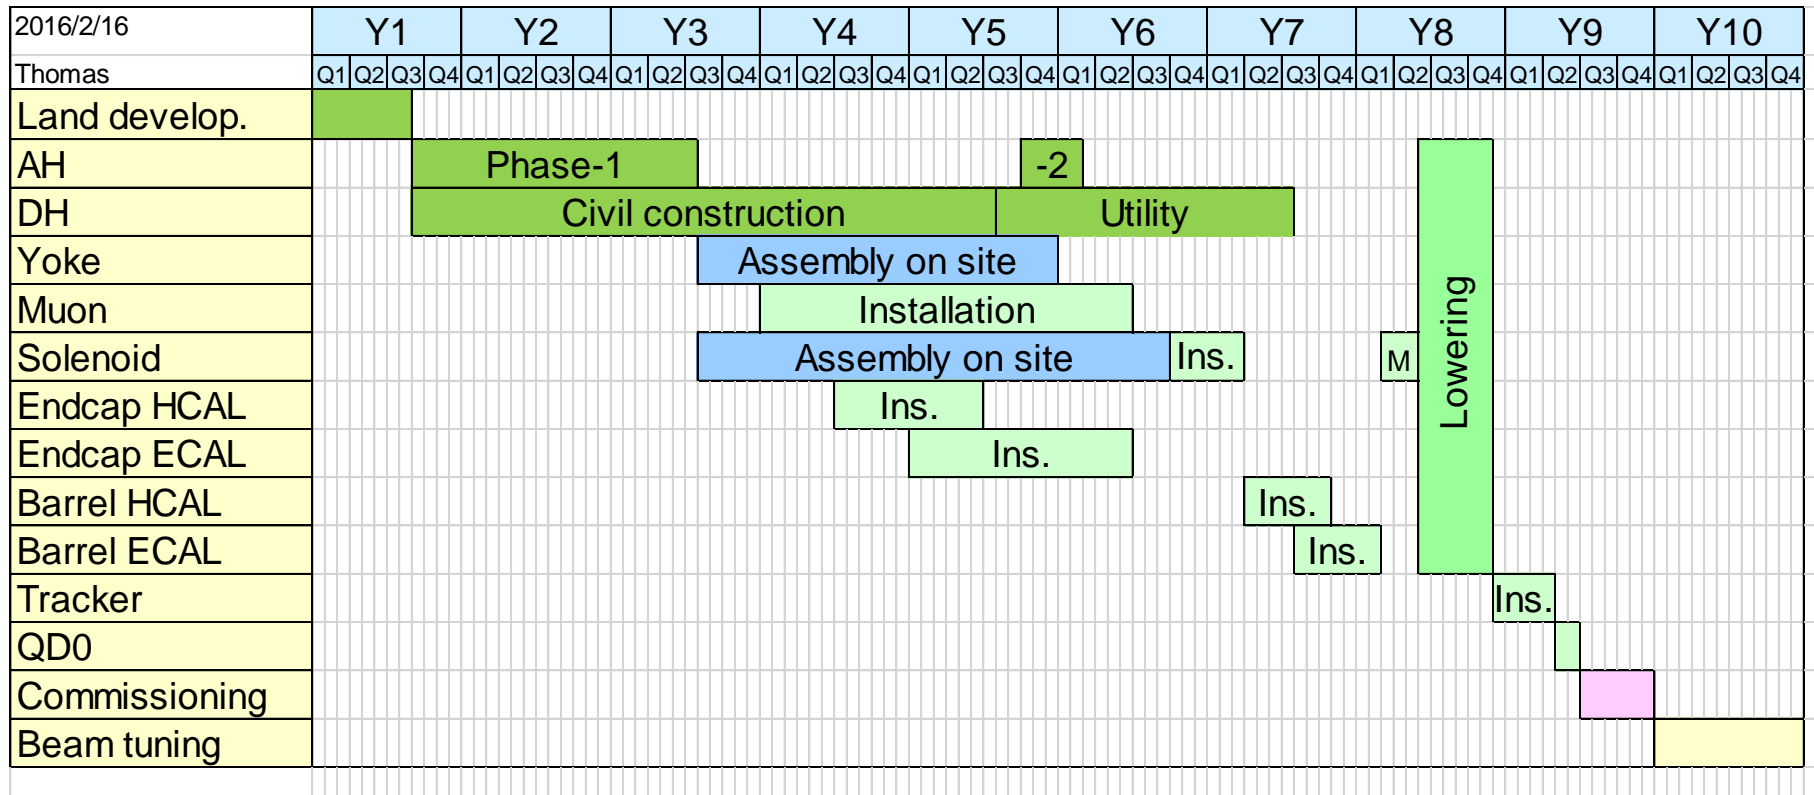 2016/2/16 Y1 Y2 Y3 Y4 Y5 Y6 Y7 Y8 Y9 Y10
Thomas Q1 Q2 Q3 Q4 Q1 Q2 Q3 Q4 Q1 Q2 Q3 Q4 Q1 Q2 Q3 Q4 Q1 Q2 Q3 Q4 Q1 Q2 Q3 Q4 Q1 Q2 Q3 Q4 Q1 Q2 Q3 Q4 Q1 Q2 Q3 Q4 Q1 Q2 Q3 Q4
Land develop.
AH Phase-1 -2
DH Civil construction Utility
Yoke Assembly on site
Muon Installation
Solenoid Assembly on site Ins. M
Lowering
Endcap HCAL Ins.
Endcap ECAL Ins.
Barrel HCAL Ins.
Barrel ECAL Ins.
Tracker Ins.
QD0
Commissioning
Beam tuning